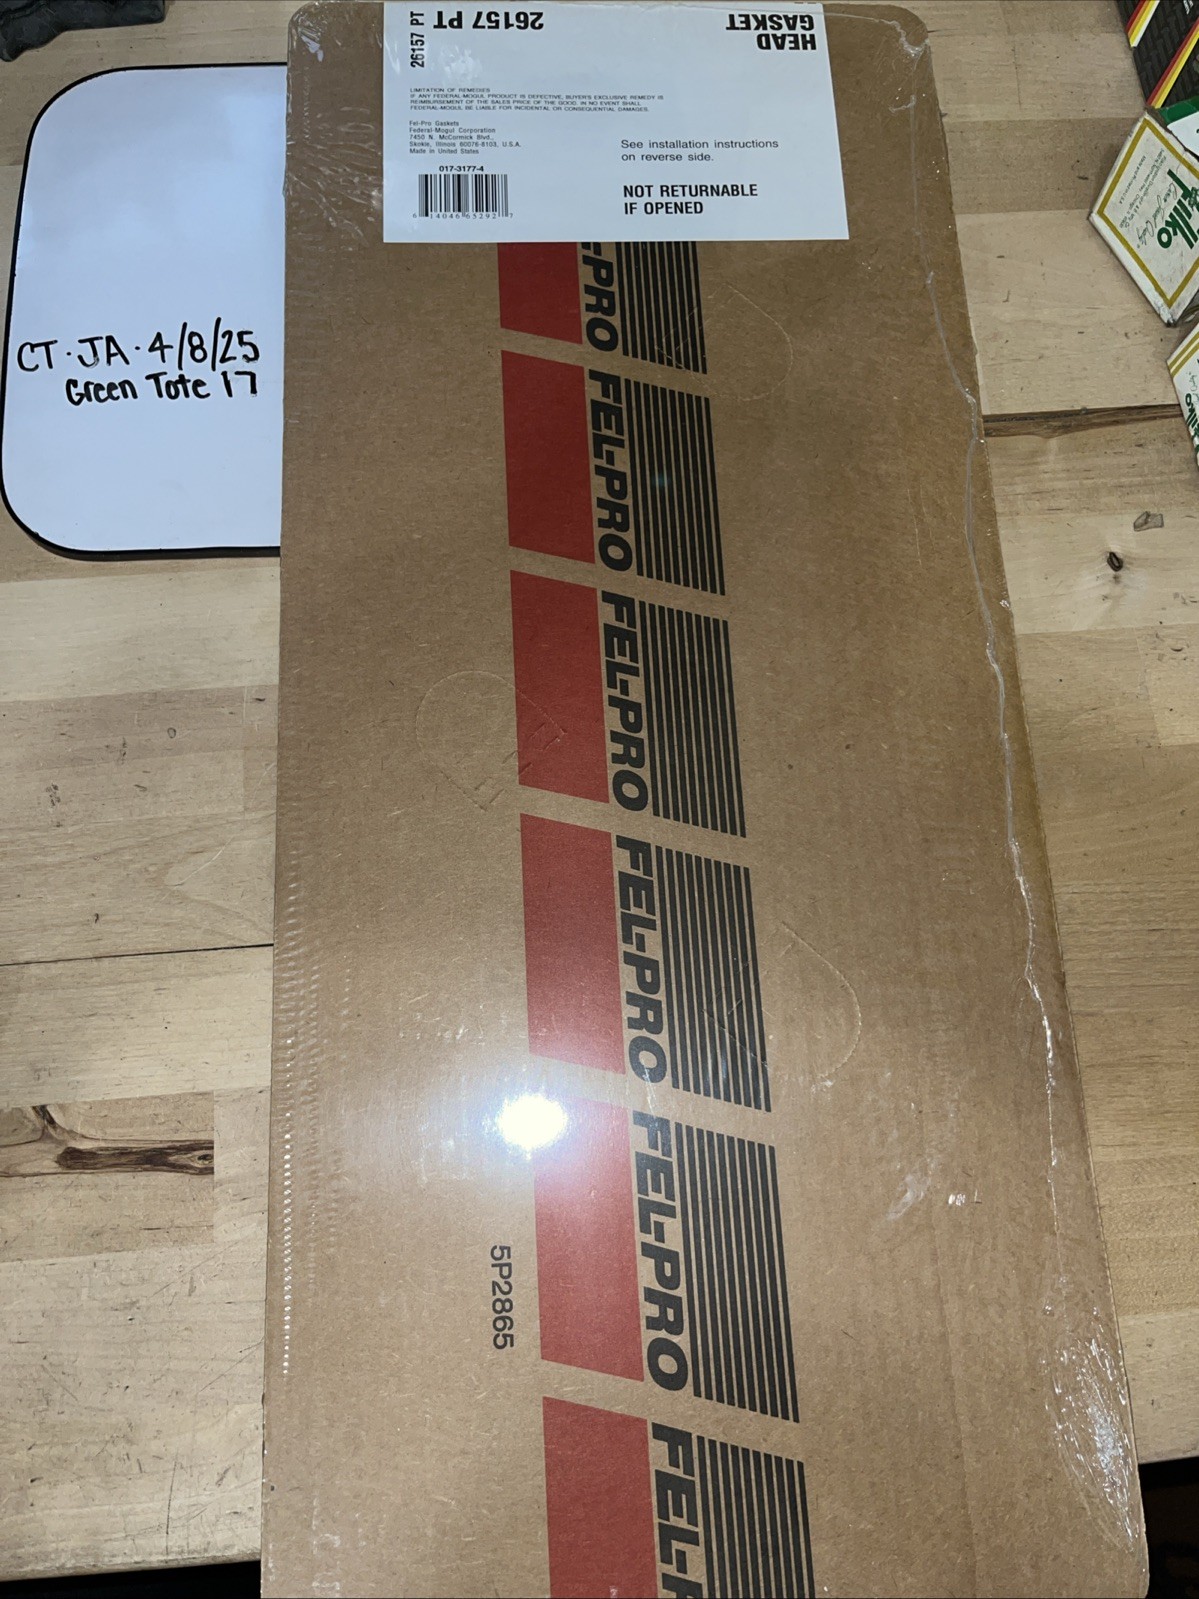 26157 PT
26157 PT
HEAD
GASKET
LIMITATION OF REMEDIES
IF ANY FEDERAL-MOGUL PRODUCT IS DEFECTIVE, BUYER'S EXCLUSIVE REMEDY IS
REIMBURSEMENT OF THE SALES PRICE OF THE GOOD. IN NO EVENT SHALL
FEDERAL-MOGUL BE LIABLE FOR INCIDENTAL OR CONSEQUENTIAL DAMAGES.
Fel-Pro Gaskets
Federal-Mogul Corporation
7450 N. McCormick Blvd.,
Skokie, Illinois 60076-8103, U.S.A.
Made in United States
017-3177-4
6 14046 65292 7
See installation instructions
on reverse side.
NOT RETURNABLE
IF OPENED
CT · JA · 4/8/25
Green Tote 17
-PRO
FEL-PRO
FEL-PRO
FEL-PRO
FEL-PRO
FEL-P
5P2865